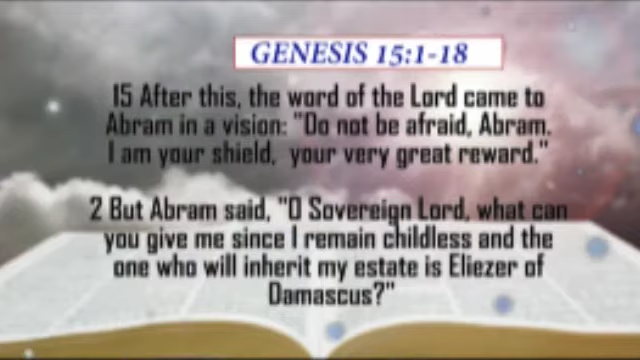 GENESIS 15:1-18
15 After this, the word of the Lord came to
Abram in a vision: "Do not be afraid, Abram.
I am your shield, your very great reward."
2 But Abram said, "O Sovereign Lord, what can
you give me since I remain childless and the
one who will inherit my estate is Eliezer of
Damascus?"